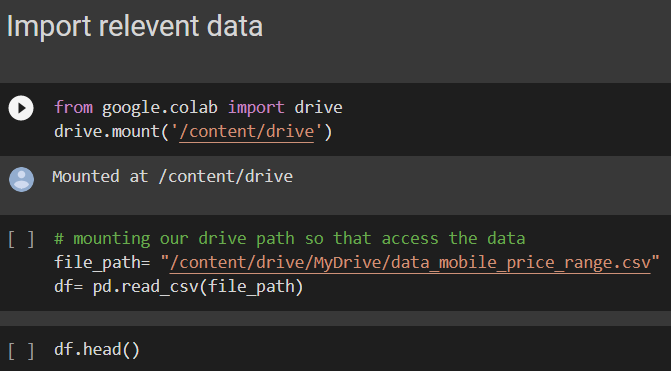 Import relevent data
from google.colab import drive
drive.mount('/content/drive')
Mounted at /content/drive
[ ] # mounting our drive path so that access the data
file_path= "/content/drive/MyDrive/data_mobile_price_range.csv"
df= pd.read_csv(file_path)
[ ] df.head()